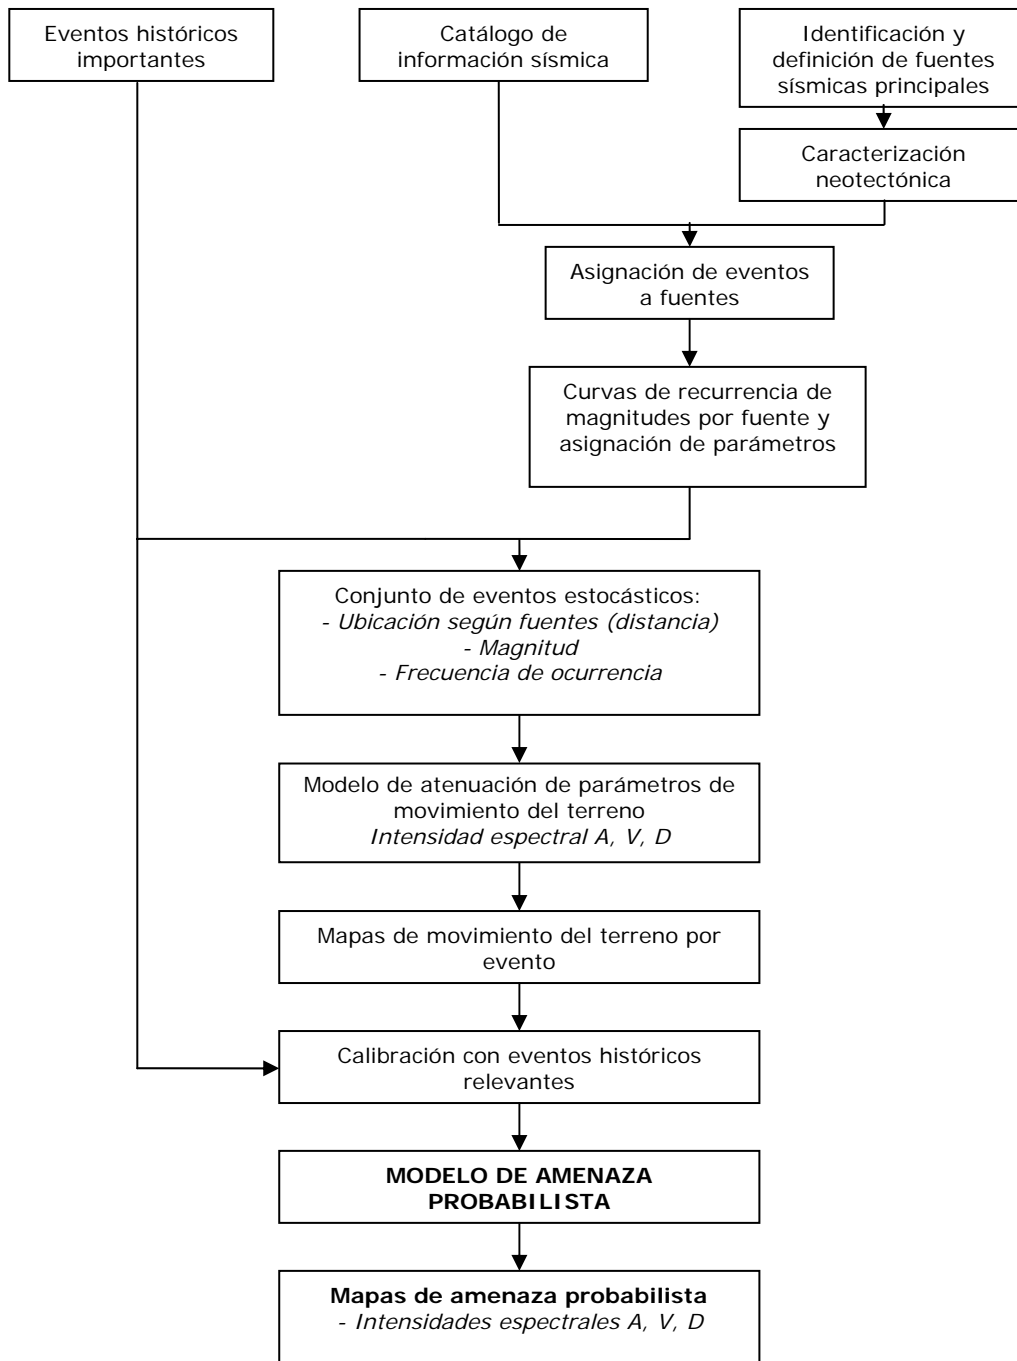 Eventos históricos
importantes
Catálogo de
información sísmica
Identificación y
definición de fuentes
sísmicas principales
Caracterización
neotectónica
Asignación de eventos
a fuentes
Curvas de recurrencia de
magnitudes por fuente y
asignación de parámetros
Conjunto de eventos estocásticos:
- Ubicación según fuentes (distancia)
- Magnitud
- Frecuencia de ocurrencia
Modelo de atenuación de parámetros de
movimiento del terreno
Intensidad espectral A, V, D
Mapas de movimiento del terreno por
evento
Calibración con eventos históricos
relevantes
MODELO DE AMENAZA
PROBABILISTA
Mapas de amenaza probabilista
- Intensidades espectrales A, V, D